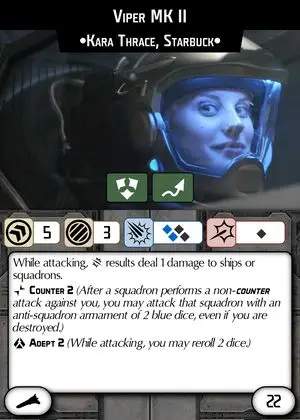 VIPER MK II
•KARA THRACE, STARBUCK•
5 3
While attacking, results deal 1 damage to ships or
squadrons.
COUNTER 2 (After a squadron performs a non-COUNTER
attack against you, you may attack that squadron with an
anti-squadron armament of 2 blue dice, even if you are
destroyed.)
ADEPT 2 (While attacking, you may reroll 2 dice.)
22